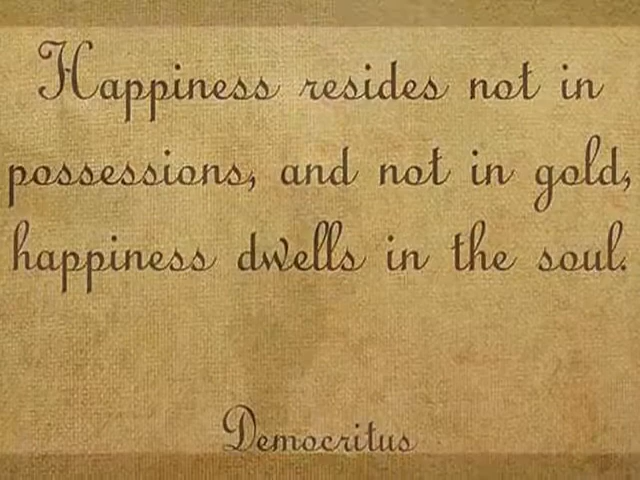 Happiness resides not in
possessions, and not in gold,
happiness dwells in the soul.
Democritus